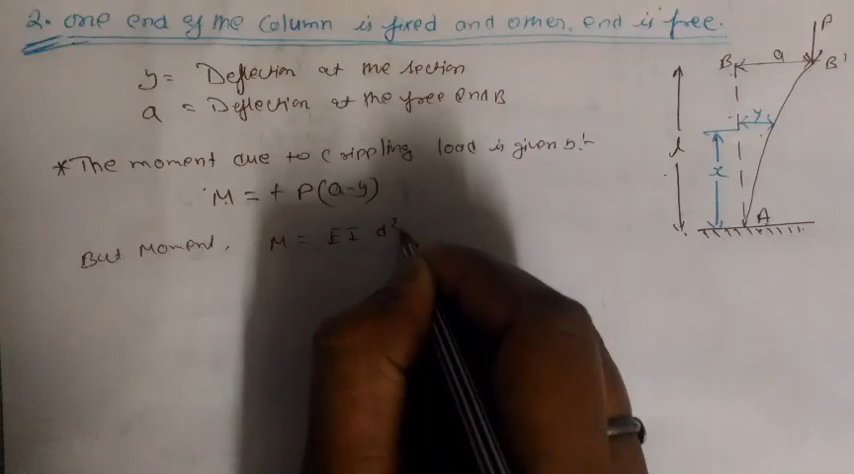 2. one end of the column is fixed and other end is free.
y = Deflection at the section
a = Deflection at the free end B
* The moment due to Crippling load is given by:-
M = + P(a-y)
But Moment, M = EI d²
P
B a B'
y
l
x
A